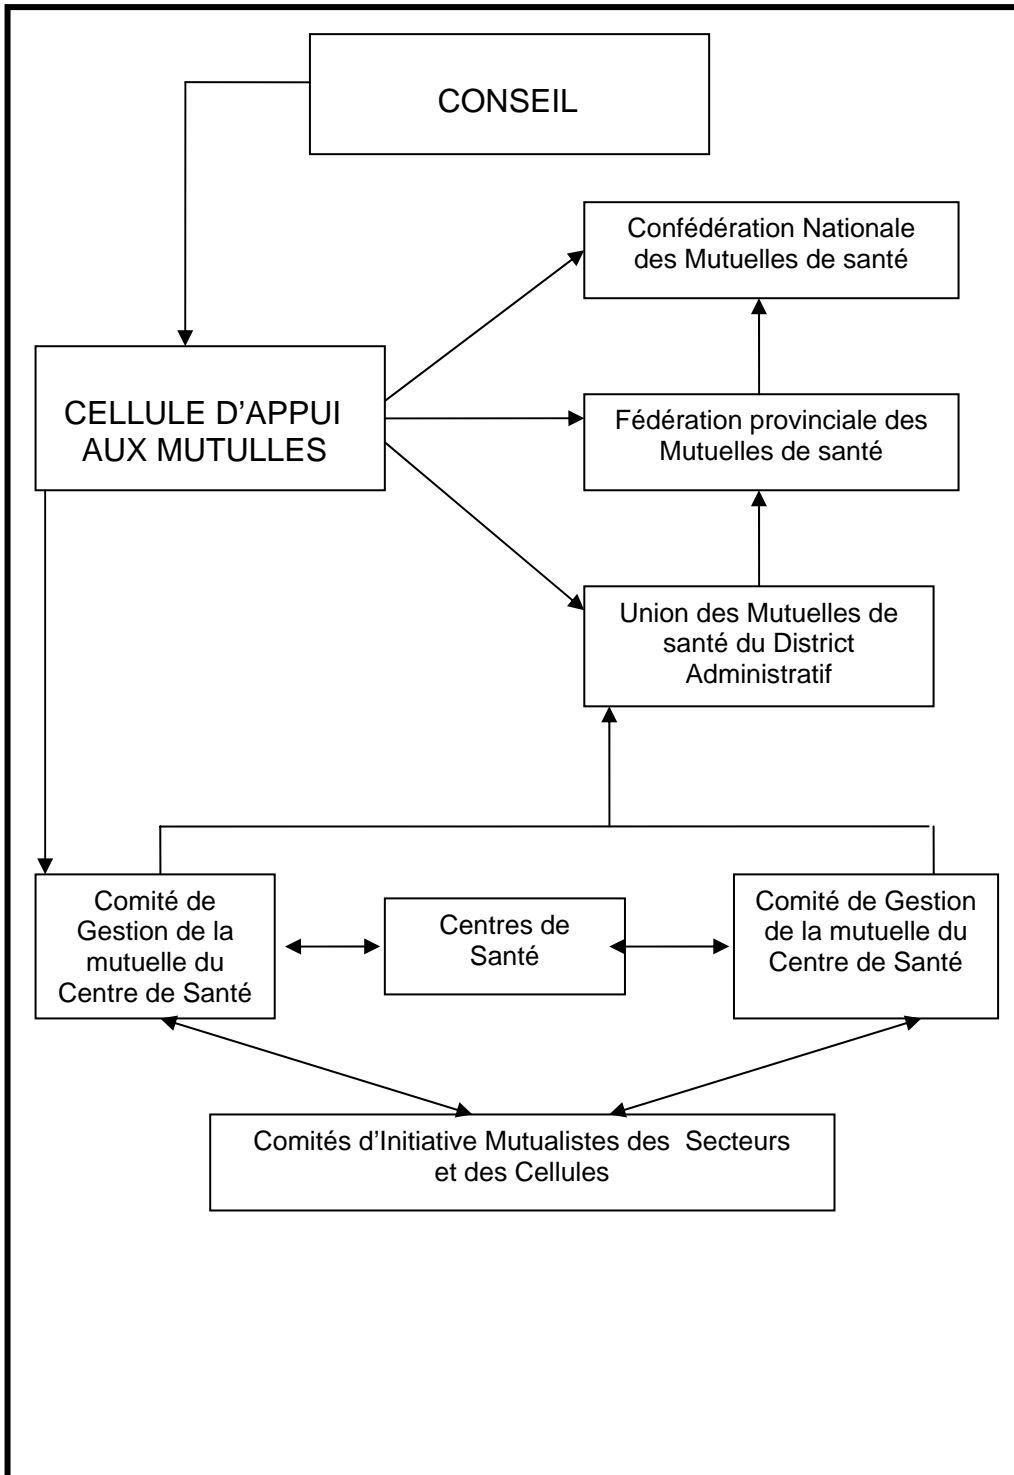 CONSEIL
Confédération Nationale
des Mutuelles de santé
CELLULE D'APPUI
AUX MUTULLES
Fédération provinciale des
Mutuelles de santé
Union des Mutuelles de
santé du District
Administratif
Comité de
Gestion de la
mutuelle du
Centre de Santé
Centres de
Santé
Comité de Gestion
de la mutuelle du
Centre de Santé
Comités d'Initiative Mutualistes des  Secteurs
et des Cellules